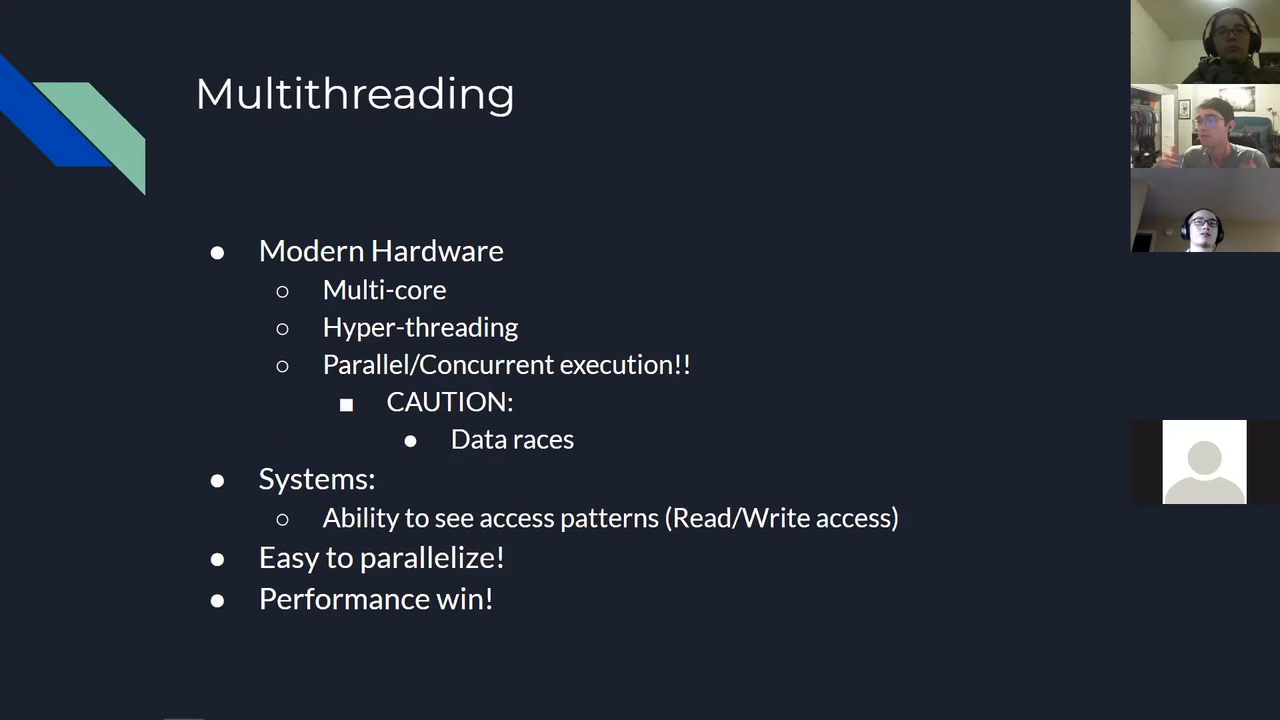 Multithreading
● Modern Hardware
○ Multi-core
○ Hyper-threading
○ Parallel/Concurrent execution!!
■ CAUTION:
● Data races
● Systems:
○ Ability to see access patterns (Read/Write access)
● Easy to parallelize!
● Performance win!